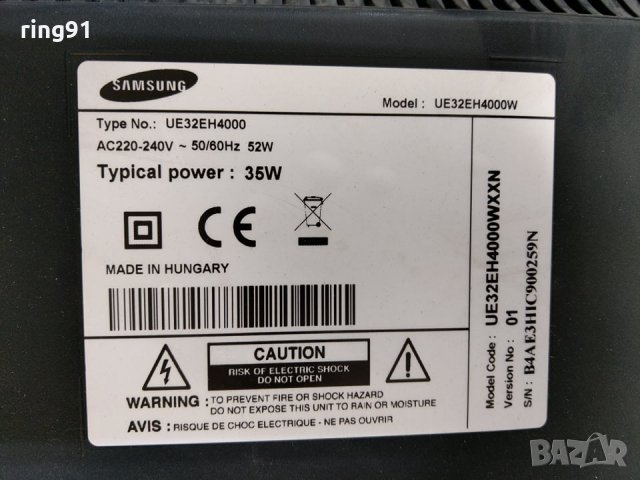 ring91
SAMSUNG
Model : UE32EH4000W
Type No.: UE32EH4000
AC220-240V ~ 50/60Hz 52W
Typical power : 35W
CE
MADE IN HUNGARY
CAUTION
RISK OF ELECTRIC SHOCK
DO NOT OPEN
WARNING : TO PREVENT FIRE OR SHOCK HAZARD
DO NOT EXPOSE THIS UNIT TO RAIN OR MOISTURE
AVIS : RISQUE DE CHOC ELECTRIQUE - NE PAS OUVRIR
Model Code : UE32EH4000WXXN
Version No : 01
S/N : B4AE3HIC900259N
BAZAR